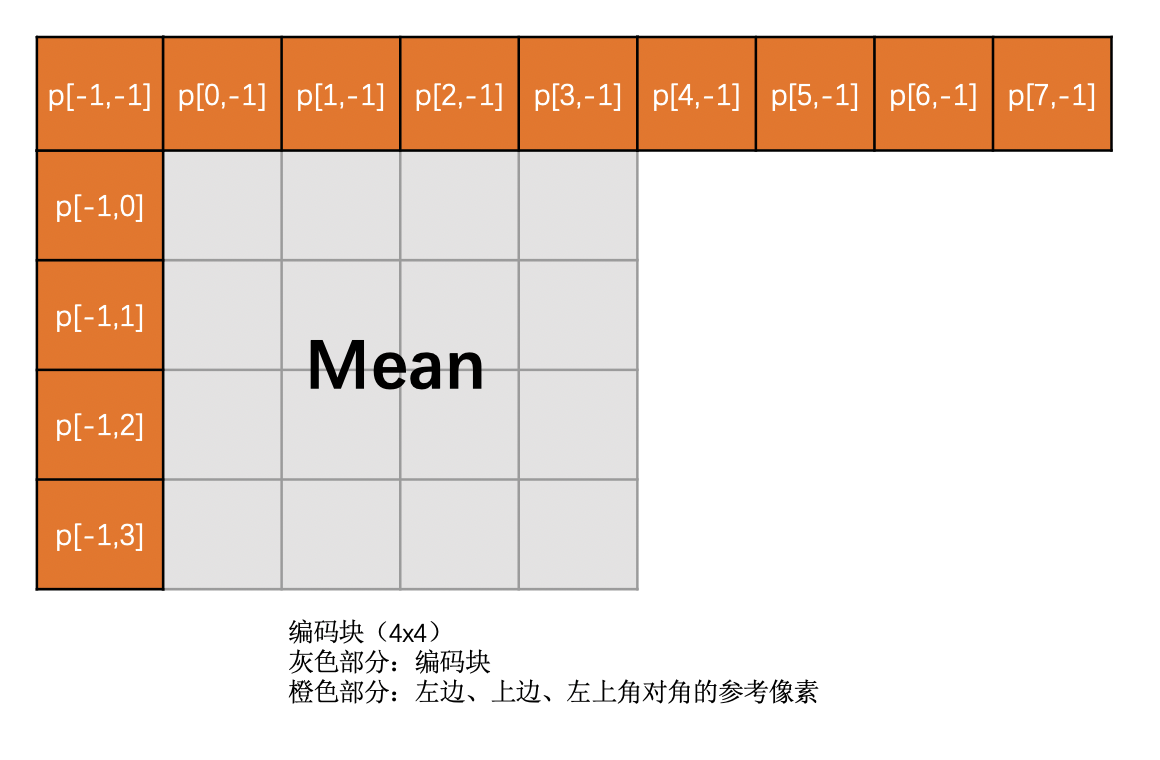 p[-1,-1] p[0,-1] p[1,-1] p[2,-1] p[3,-1] p[4,-1] p[5,-1] p[6,-1] p[7,-1]
p[-1,0]
p[-1,1]
Mean
p[-1,2]
p[-1,3]
编码块（4x4）
灰色部分：编码块
橙色部分：左边、上边、左上角对角的参考像素